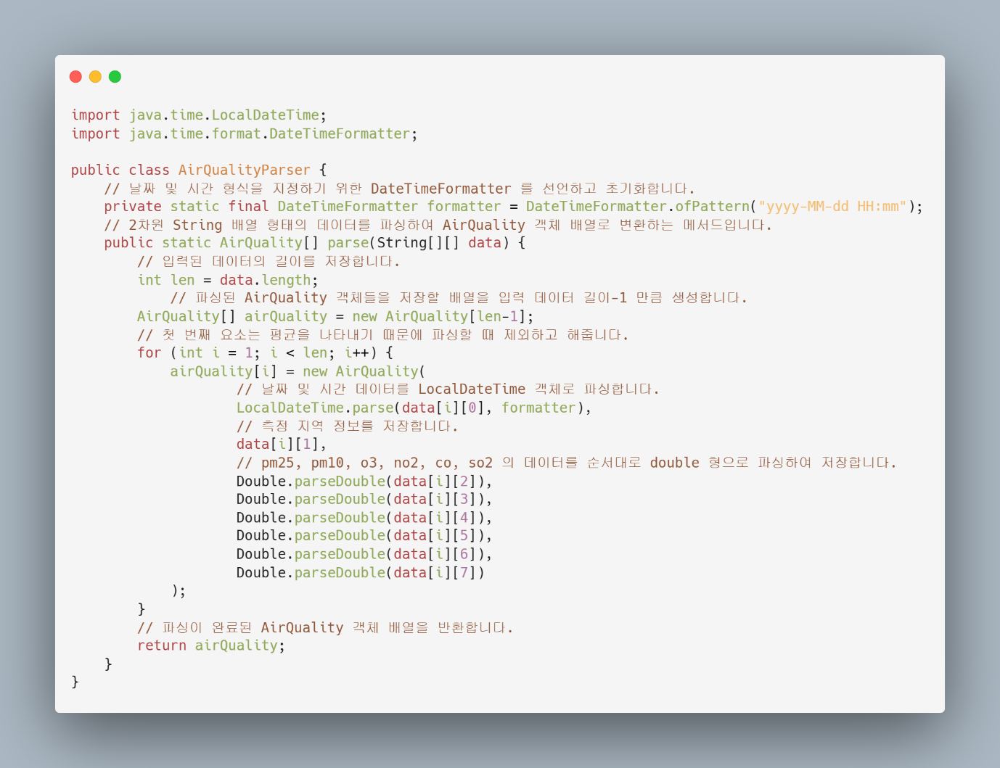 import java.time.LocalDateTime;
import java.time.format.DateTimeFormatter;

public class AirQualityParser {
    // 날짜 및 시간 형식을 지정하기 위한 DateTimeFormatter 를 선언하고 초기화합니다.
    private static final DateTimeFormatter formatter = DateTimeFormatter.ofPattern("yyyy-MM-dd HH:mm");
    // 2차원 String 배열 형태의 데이터를 파싱하여 AirQuality 객체 배열로 변환하는 메서드입니다.
    public static AirQuality[] parse(String[][] data) {
        // 입력된 데이터의 길이를 저장합니다.
        int len = data.length;
            // 파싱된 AirQuality 객체들을 저장할 배열을 입력 데이터 길이-1 만큼 생성합니다.
        AirQuality[] airQuality = new AirQuality[len-1];
        // 첫 번째 요소는 평균을 나타내기 때문에 파싱할 때 제외하고 해줍니다.
        for (int i = 1; i < len; i++) {
            airQuality[i] = new AirQuality(
                    // 날짜 및 시간 데이터를 LocalDateTime 객체로 파싱합니다.
                    LocalDateTime.parse(data[i][0], formatter),
                    // 측정 지역 정보를 저장합니다.
                    data[i][1],
                    // pm25, pm10, o3, no2, co, so2 의 데이터를 순서대로 double 형으로 파싱하여 저장합니다.
                    Double.parseDouble(data[i][2]),
                    Double.parseDouble(data[i][3]),
                    Double.parseDouble(data[i][4]),
                    Double.parseDouble(data[i][5]),
                    Double.parseDouble(data[i][6]),
                    Double.parseDouble(data[i][7])
            );
        }
        // 파싱이 완료된 AirQuality 객체 배열을 반환합니다.
        return airQuality;
    }
}